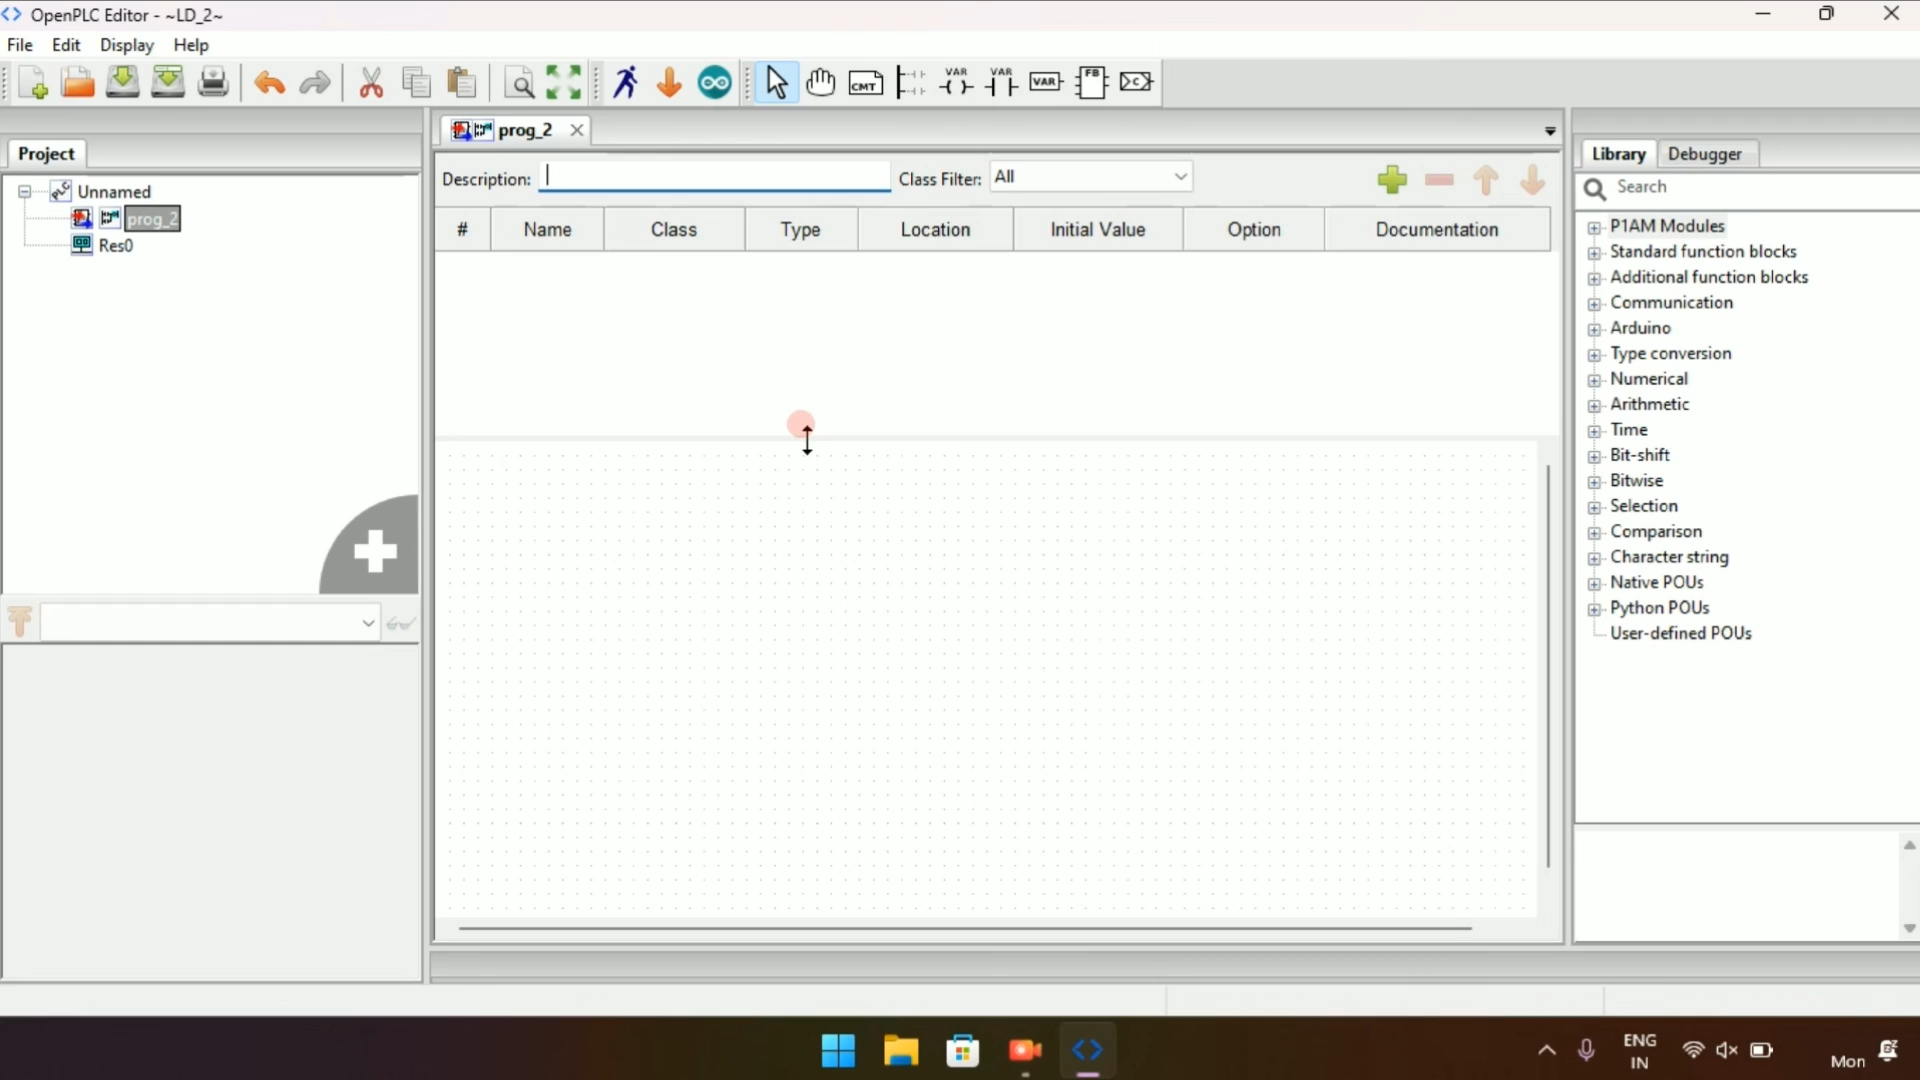 OpenPLC Editor - ~LD_2~
File Edit Display Help
CMT VAR VAR VAR FB C
Project
Unnamed
prog_2
Res0
prog_2
Description: Class Filter: All
# Name Class Type Location Initial Value Option Documentation
Library Debugger
Search
P1AM Modules
Standard function blocks
Additional function blocks
Communication
Arduino
Type conversion
Numerical
Arithmetic
Time
Bit-shift
Bitwise
Selection
Comparison
Character string
Native POUs
Python POUs
User-defined POUs
ENG
IN
Mon